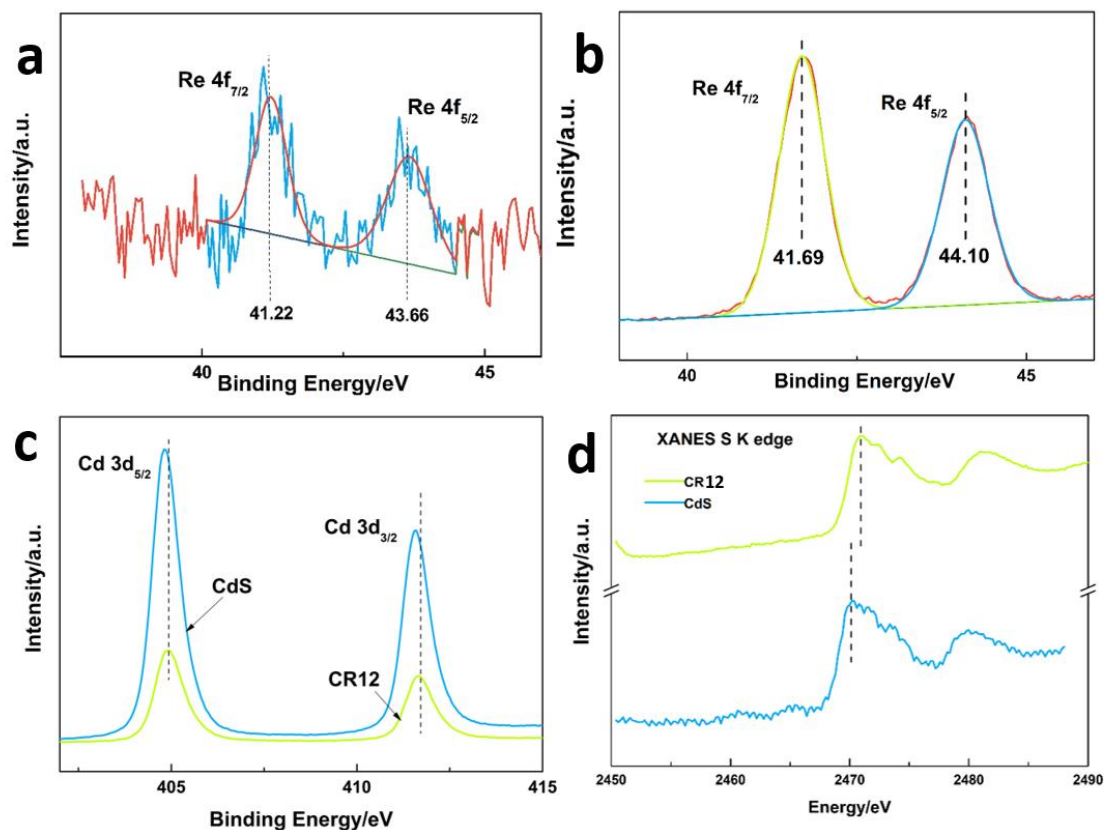 a
Re 4f7/2
Re 4f5/2
41.22
43.66
40
45
Binding Energy/eV
Intensity/a.u.
b
Re 4f7/2
Re 4f5/2
41.69
44.10
40
45
Binding Energy/eV
Intensity/a.u.
c
Cd 3d5/2
Cd 3d3/2
CdS
CR12
405
410
415
Binding Energy/eV
Intensity/a.u.
d
XANES S K edge
CR12
CdS
2450
2460
2470
2480
2490
Energy/eV
Intensity/a.u.